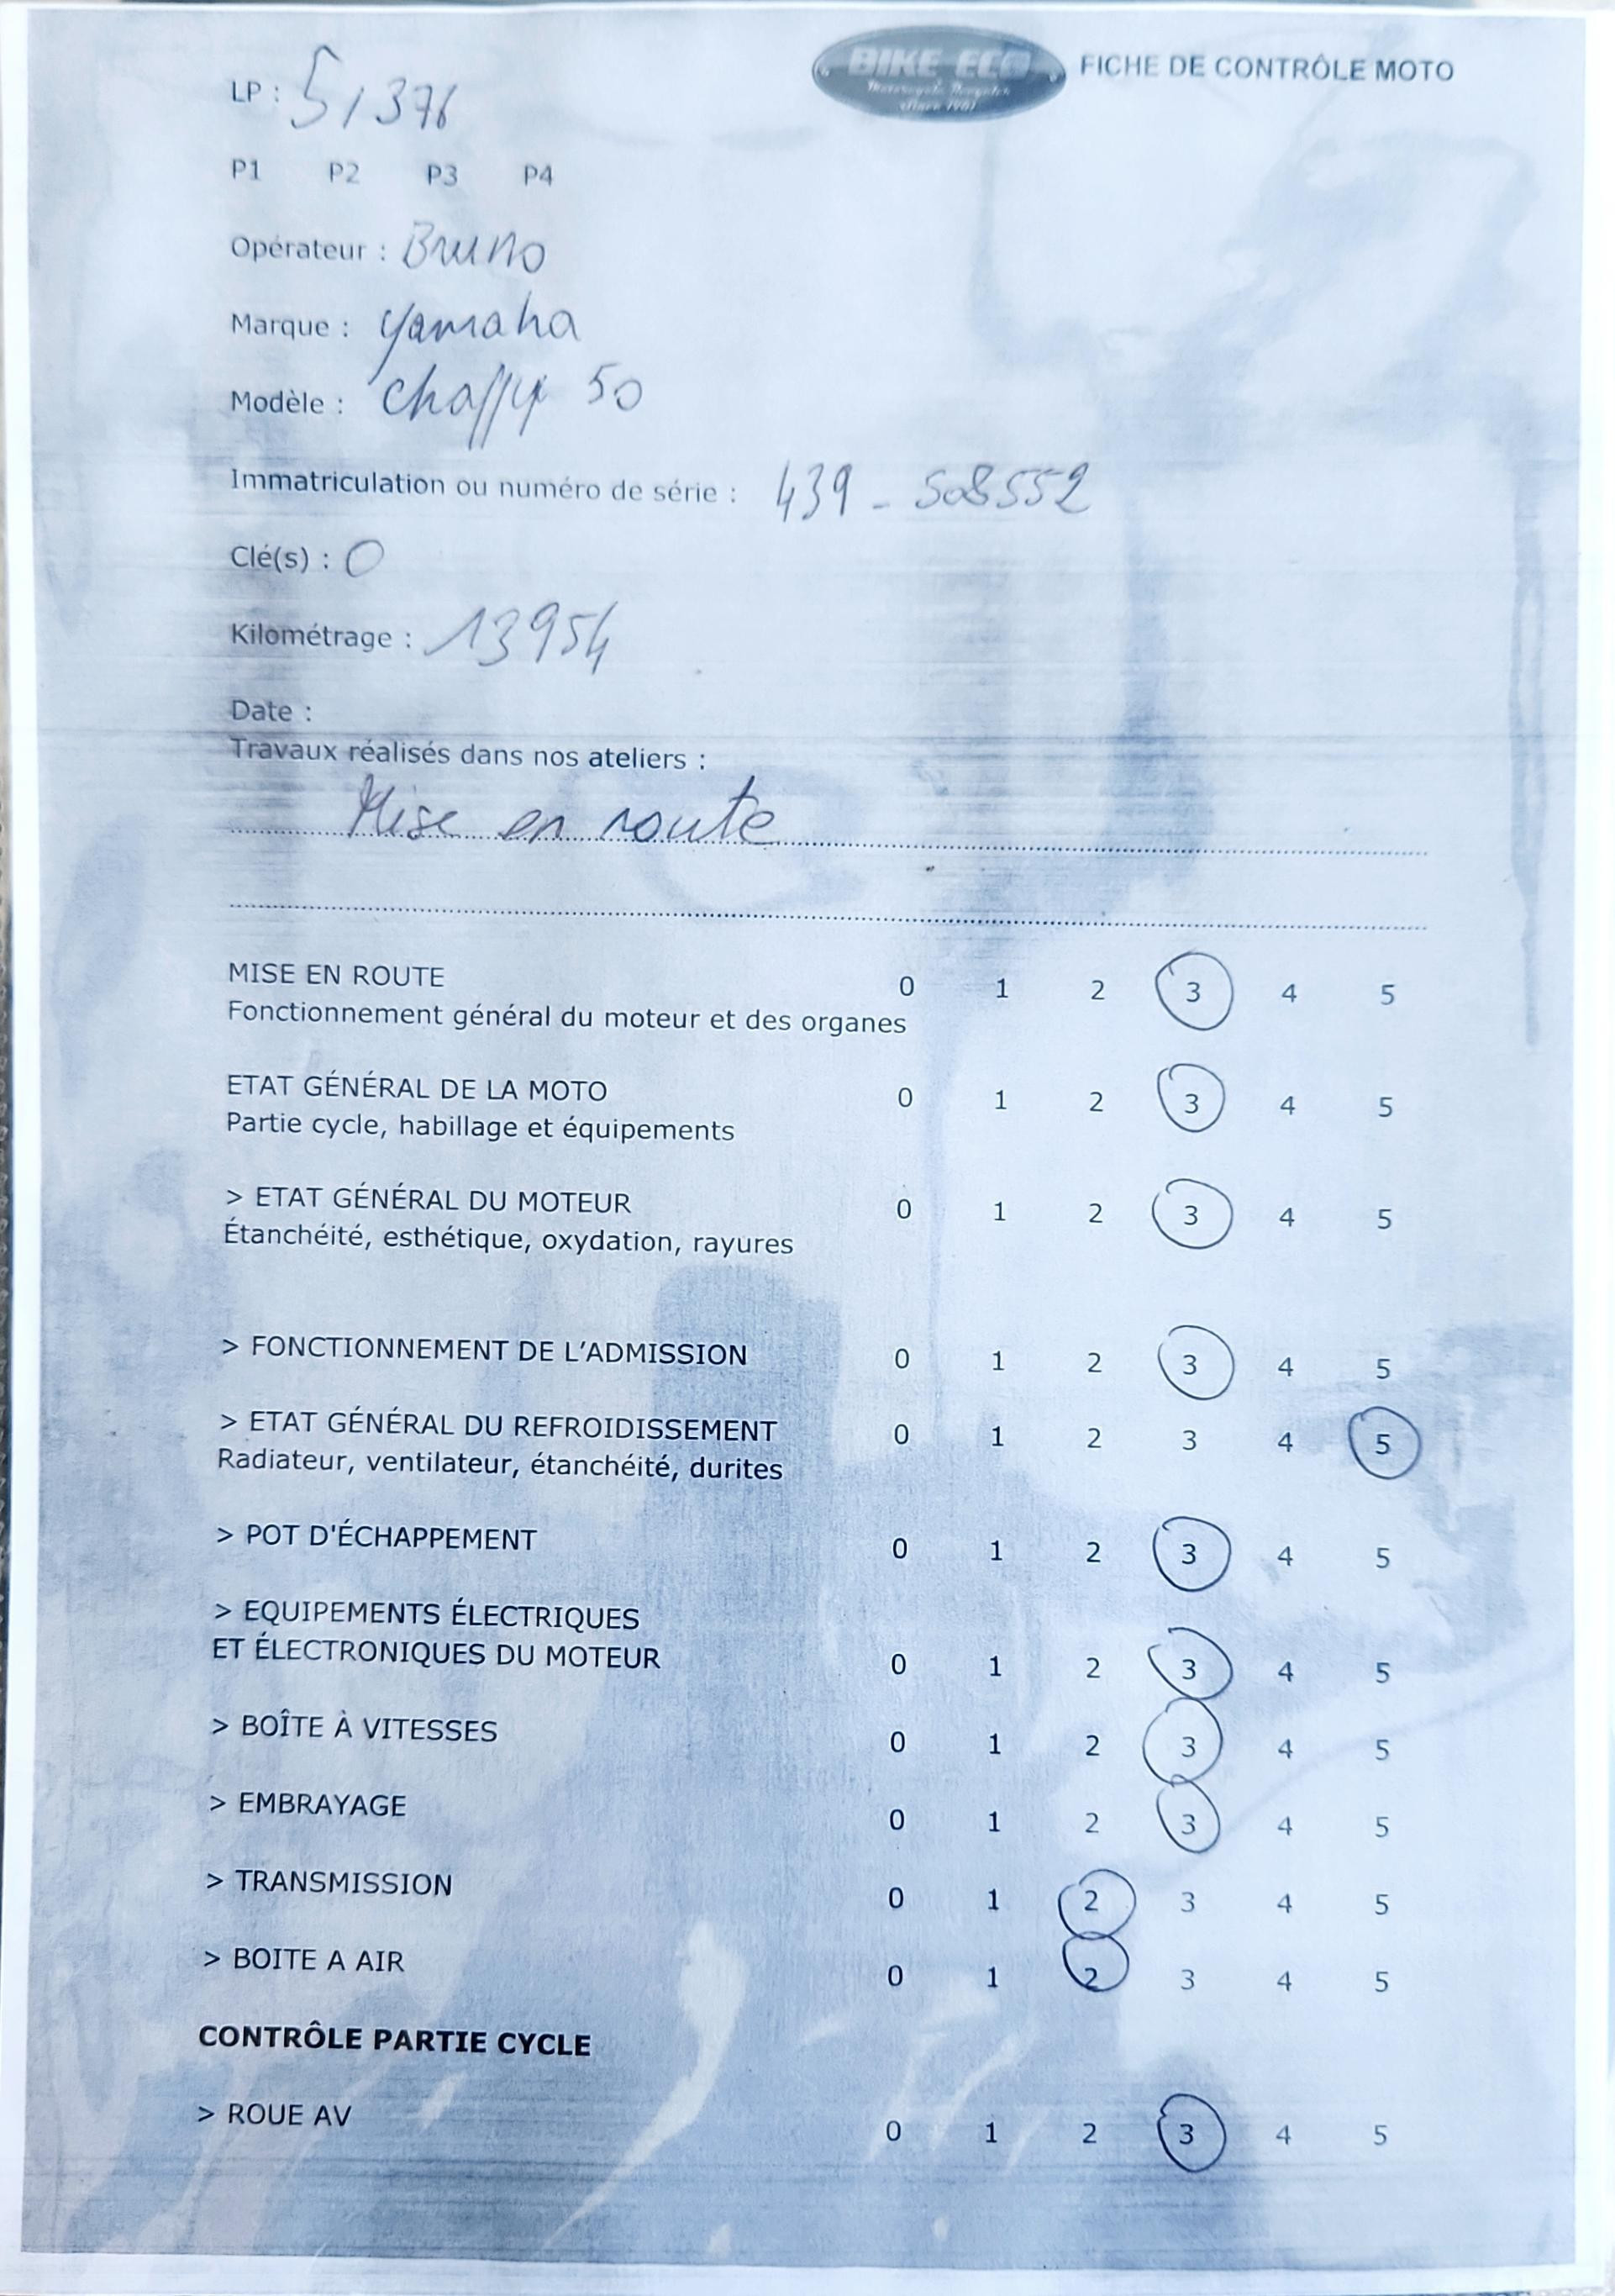 BIKE ECO
FICHE DE CONTRÔLE MOTO
LP : 51376
P1 P2 P3 P4
Opérateur : Bruno
Marque : yamaha
Modèle : chappy 50
Immatriculation ou numéro de série : 439 - 508552
Clé(s) : 0
Kilométrage : 13954
Date :
Travaux réalisés dans nos ateliers :
Mise en route
MISE EN ROUTE 0 1 2 3 4 5
Fonctionnement général du moteur et des organes
ETAT GÉNÉRAL DE LA MOTO 0 1 2 3 4 5
Partie cycle, habillage et équipements
> ETAT GÉNÉRAL DU MOTEUR 0 1 2 3 4 5
Étanchéité, esthétique, oxydation, rayures
> FONCTIONNEMENT DE L'ADMISSION 0 1 2 3 4 5
> ETAT GÉNÉRAL DU REFROIDISSEMENT 0 1 2 3 4 5
Radiateur, ventilateur, étanchéité, durites
> POT D'ÉCHAPPEMENT 0 1 2 3 4 5
> EQUIPEMENTS ÉLECTRIQUES
ET ÉLECTRONIQUES DU MOTEUR 0 1 2 3 4 5
> BOÎTE À VITESSES 0 1 2 3 4 5
> EMBRAYAGE 0 1 2 3 4 5
> TRANSMISSION 0 1 2 3 4 5
> BOITE A AIR 0 1 2 3 4 5
CONTRÔLE PARTIE CYCLE
> ROUE AV 0 1 2 3 4 5